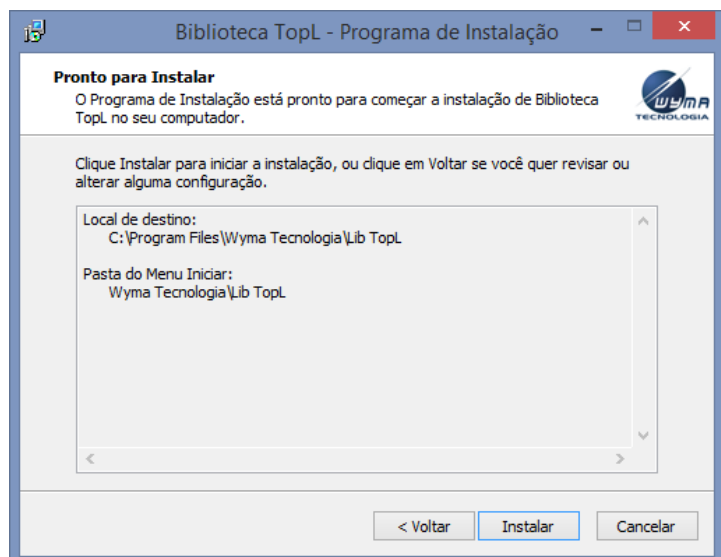 Biblioteca TopL - Programa de Instalação
Pronto para Instalar
O Programa de Instalação está pronto para começar a instalação de Biblioteca
TopL no seu computador.
WYMA
TECNOLOGIA
Clique Instalar para iniciar a instalação, ou clique em Voltar se você quer revisar ou
alterar alguma configuração.
Local de destino:
C:\Program Files\Wyma Tecnologia\Lib TopL
Pasta do Menu Iniciar:
Wyma Tecnologia\Lib TopL
< Voltar
Instalar
Cancelar